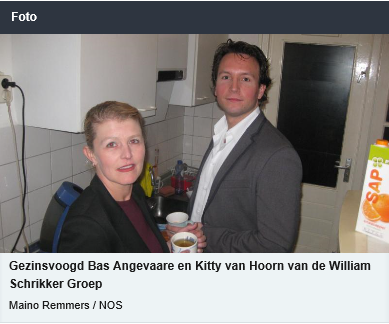 Foto
SAP
Gezinsvoogd Bas Angevaare en Kitty van Hoorn van de William
Schrikker Groep
Maino Remmers / NOS